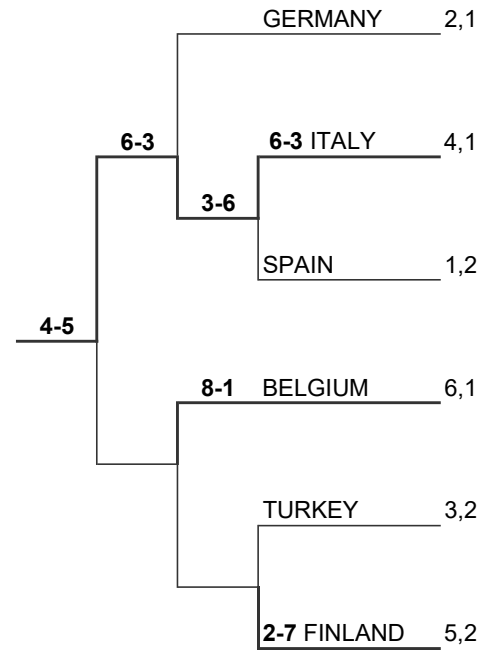 GERMANY 2,1
6-3 6-3 ITALY 4,1
3-6
SPAIN 1,2
4-5
8-1 BELGIUM 6,1
TURKEY 3,2
2-7 FINLAND 5,2